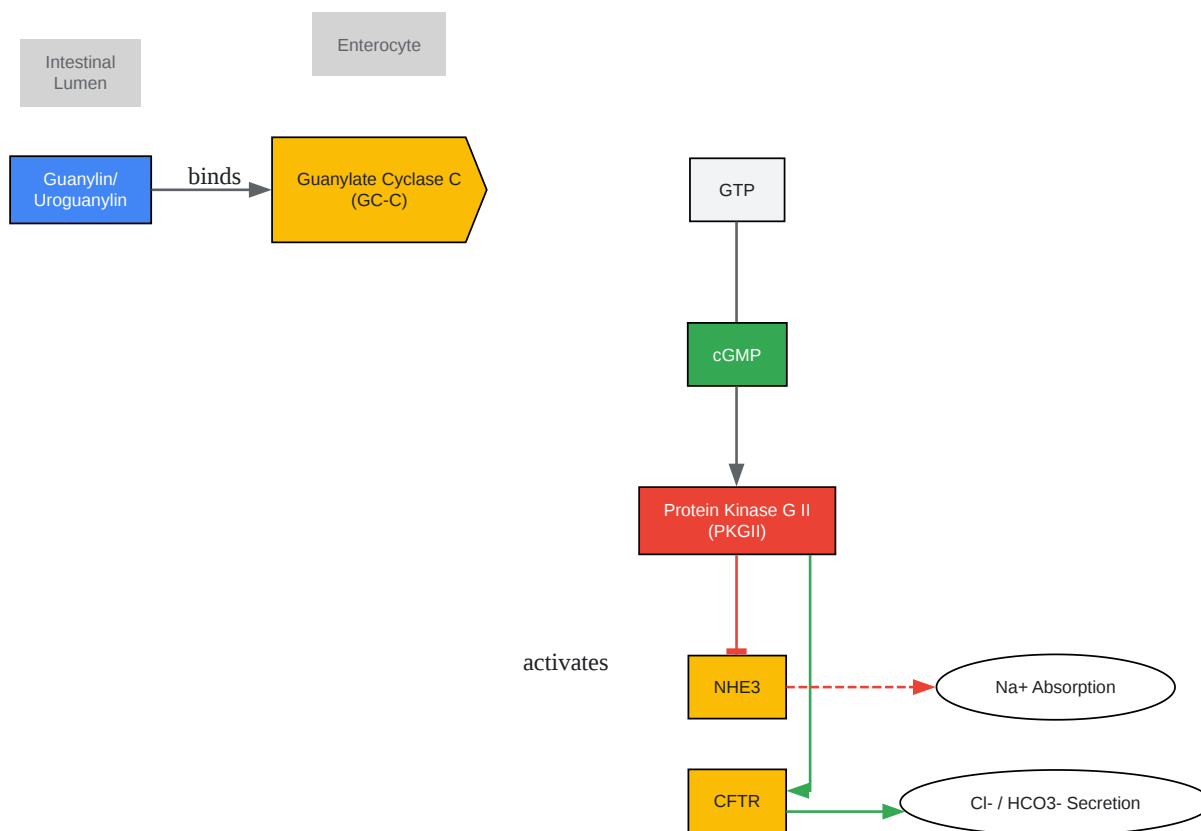 Enterocyte
Intestinal
Lumen
Guanylin/
Uroguanylin
binds
Guanylate Cyclase C
(GC-C)
GTP
cGMP
Protein Kinase G II
(PKGII)
activates
NHE3
Na+ Absorption
CFTR
Cl- / HCO3- Secretion